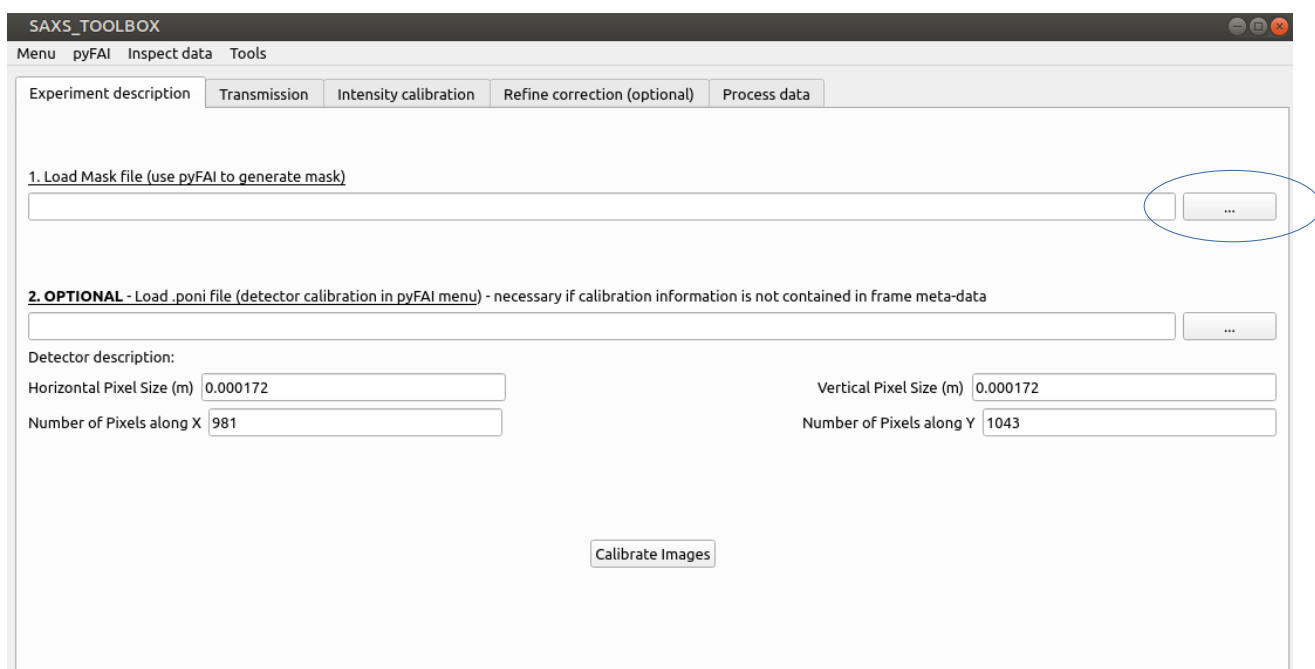 SAXS_TOOLBOX
Menu pyFAI Inspect data Tools
Experiment description Transmission Intensity calibration Refine correction (optional) Process data
1. Load Mask file (use pyFAI to generate mask)
...
2. OPTIONAL - Load .poni file (detector calibration in pyFAI menu) - necessary if calibration information is not contained in frame meta-data
...
Detector description:
Horizontal Pixel Size (m) 0.000172 Vertical Pixel Size (m) 0.000172
Number of Pixels along X 981 Number of Pixels along Y 1043
Calibrate Images